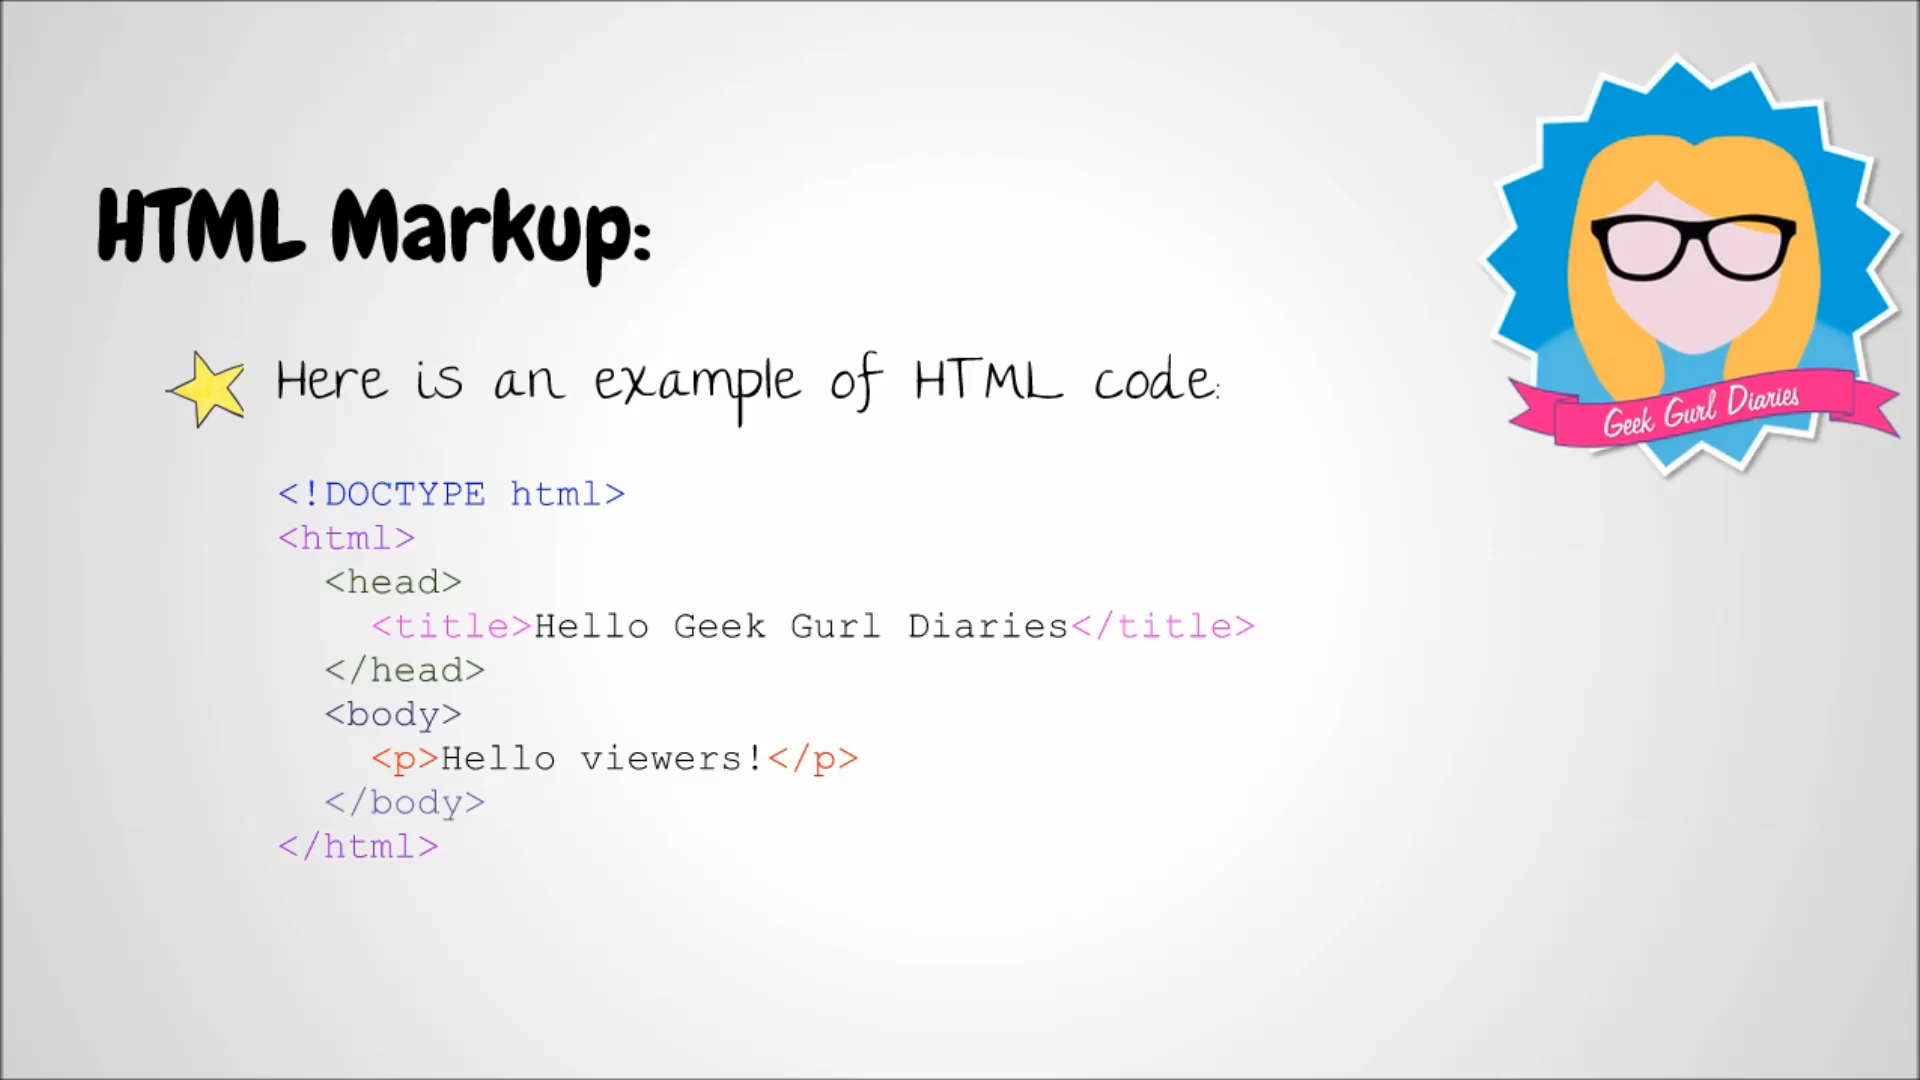 HTML Markup:
Here is an example of HTML code:
Geek Gurl Diaries
<!DOCTYPE html>
<html>
  <head>
    <title>Hello Geek Gurl Diaries</title>
  </head>
  <body>
    <p>Hello viewers!</p>
  </body>
</html>